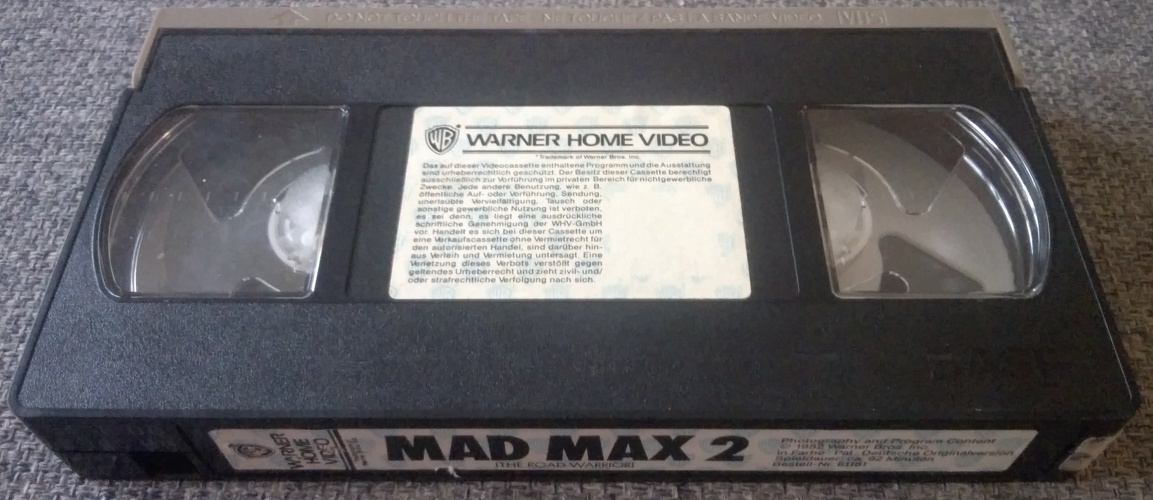 DO NOT TOUCH THE TAPE NE TOUCHEZ PAS LA BANDE VIDEO VHS
WB WARNER HOME VIDEO
*Trademark of Warner Bros. Inc.
Das auf dieser Videocassette enthaltene Programm und die Ausstattung
sind urheberrechtlich geschützt. Der Besitz dieser Cassette berechtigt
ausschließlich zur Vorführung im privaten Bereich für nichtgewerbliche
Zwecke. Jede andere Benutzung, wie z. B.
öffentliche Auf- oder Vorführung, Sendung,
unerlaubte Vervielfältigung, Tausch oder
sonstige gewerbliche Nutzung ist verboten,
es sei denn, es liegt eine ausdrückliche
schriftliche Genehmigung der WHV-GmbH
vor. Handelt es sich bei dieser Cassette um
eine Verkaufscassette ohne Vermietrecht für
den autorisierten Handel, sind darüber hin-
aus Verleih und Vermietung untersagt. Eine
Verletzung dieses Verbots verstößt gegen
geltendes Urheberrecht und zieht zivil- und/
oder strafrechtliche Verfolgung nach sich.
WARNER
HOME
VIDEO
MAD MAX 2
(THE ROAD WARRIOR)
Photography and Program Content
© 1982 Warner Bros. Inc.
in Farbe · Pal · Deutsche Originalversion
Spieldauer: ca. 92 Minuten
Bestell-Nr. 61181